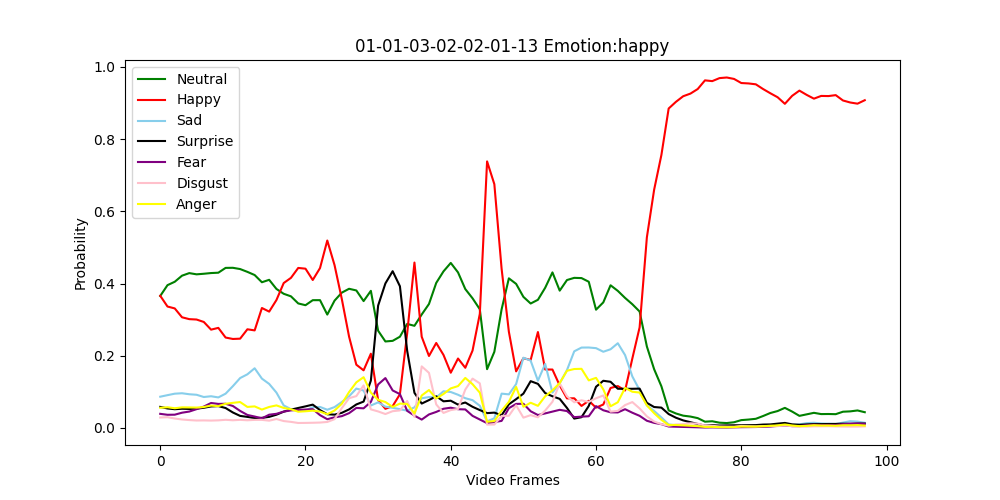 01-01-03-02-02-01-13 Emotion:happy
1.0
0.8
0.6
0.4
0.2
0.0
Probability
Neutral
Happy
Sad
Surprise
Fear
Disgust
Anger
0 20 40 60 80 100
Video Frames